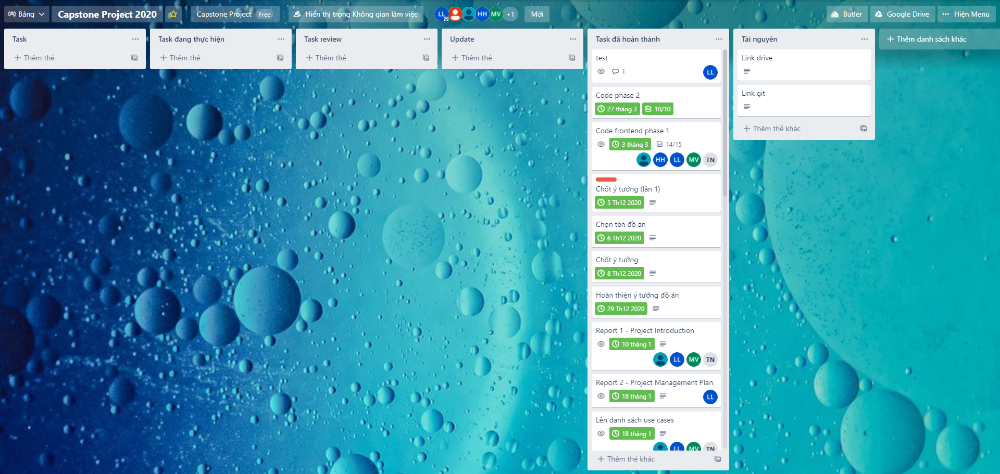 Bảng
Capstone Project 2020
Capstone Project Free
Hiển thị trong Không gian làm việc
LL HH MV +1
Mời
Butler
Google Drive
Hiện Menu
Task
Thêm thẻ
Task đang thực hiện
Thêm thẻ
Task review
Thêm thẻ
Update
Thêm thẻ
Task đã hoàn thành
test
1
LL
Code phase 2
27 tháng 3 10/10
Code frontend phase 1
3 tháng 3 14/15
HH LL MV TN
Chốt ý tưởng (lần 1)
5 Th12 2020
Chọn tên đồ án
6 Th12 2020
Chốt ý tưởng
8 Th12 2020
Hoàn thiện ý tưởng đồ án
29 Th12 2020
Report 1 - Project Introduction
10 tháng 1
LL MV TN
Report 2 - Project Management Plan
18 tháng 1
LL
Lên danh sách use cases
18 tháng 1
LL MV TN
Thêm thẻ khác
Tài nguyên
Link drive
Link git
Thêm thẻ khác
Thêm danh sách khác